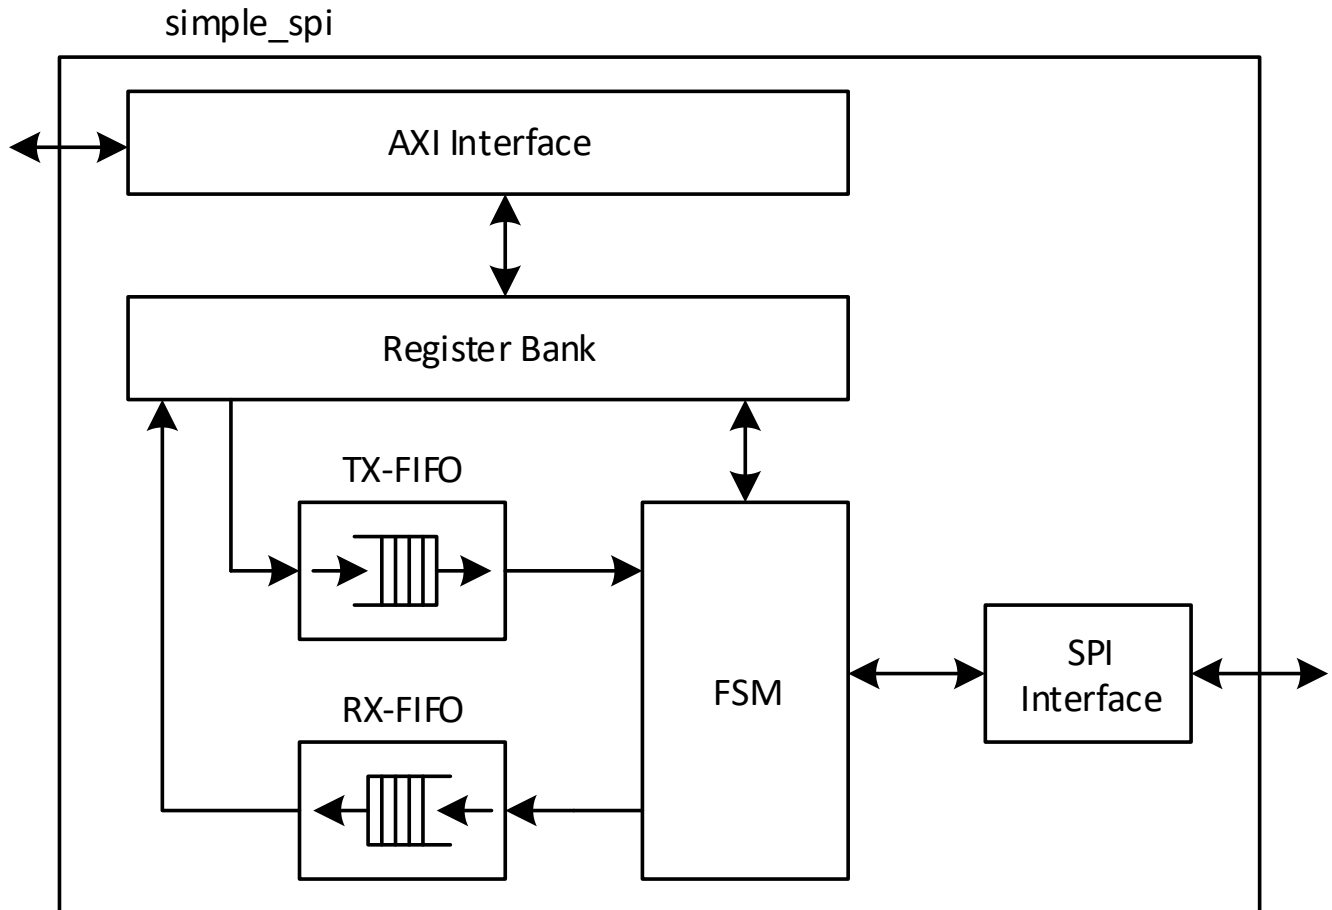 simple_spi
AXI Interface
Register Bank
TX-FIFO
SPI
Interface
FSM
RX-FIFO